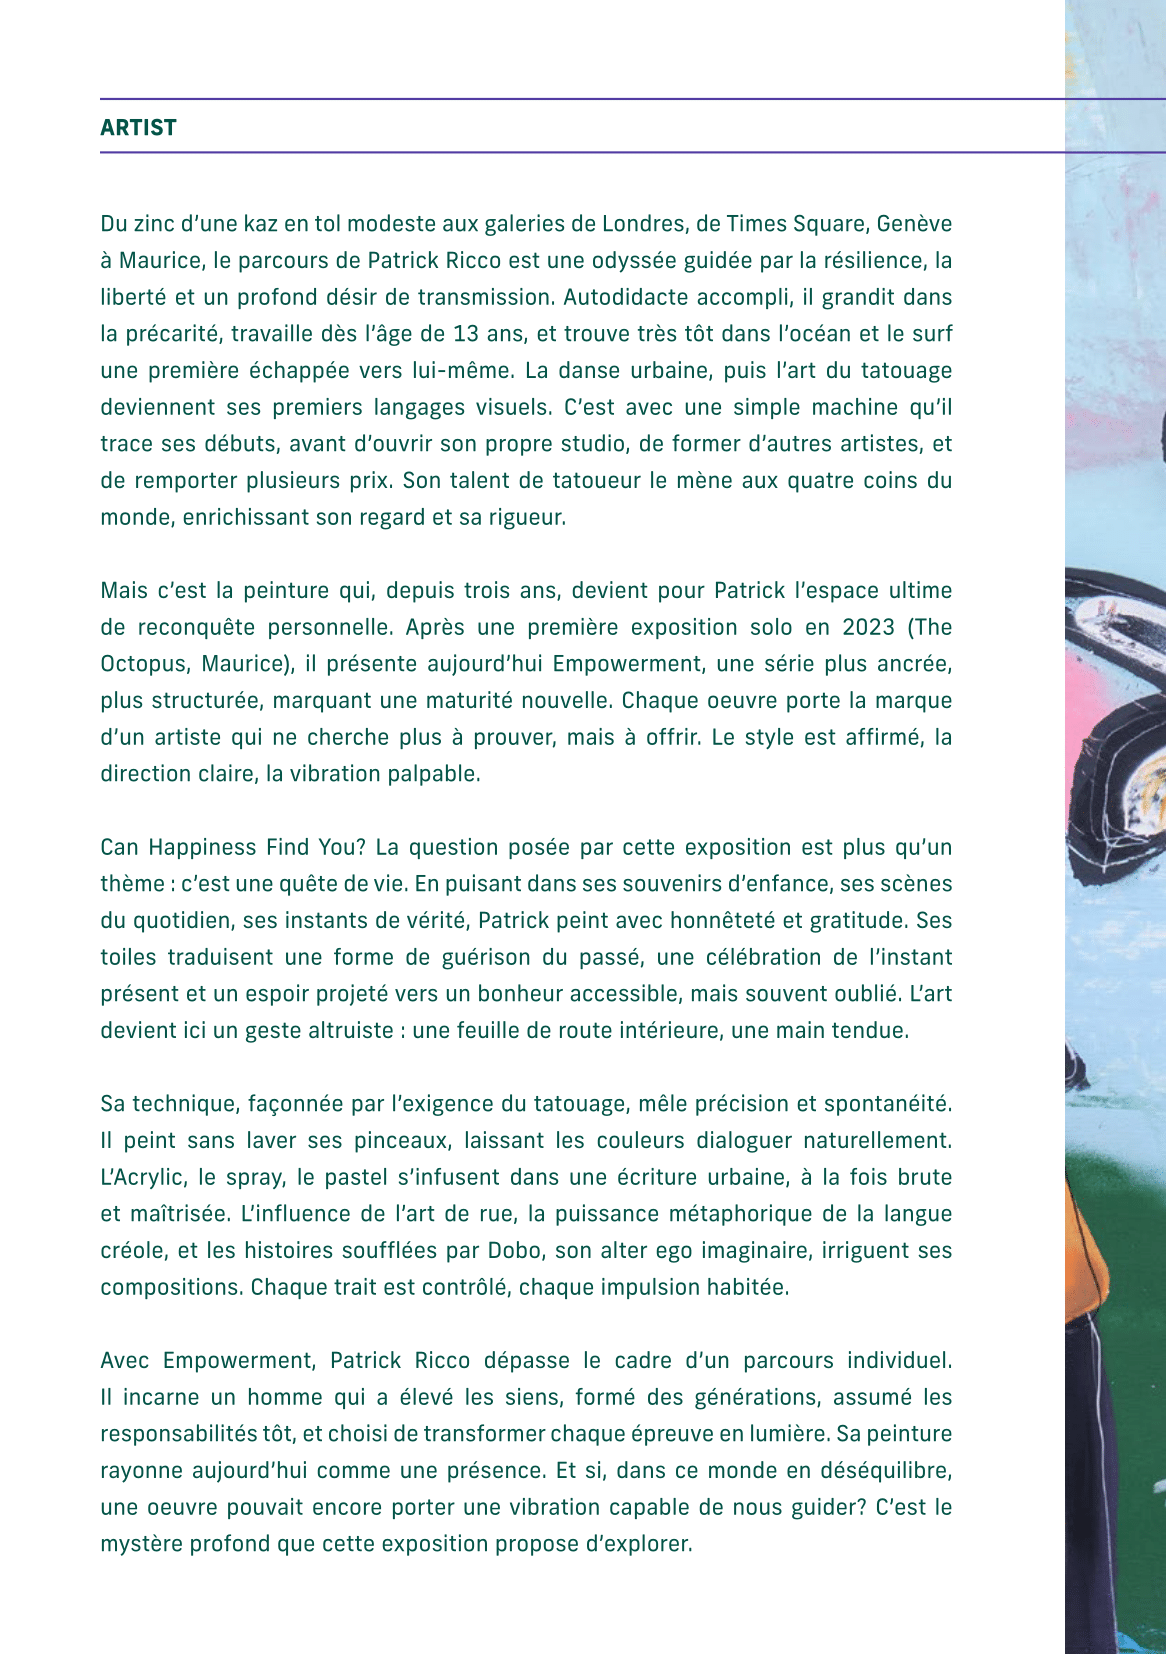 ARTIST
Du zinc d’une kaz en tol modeste aux galeries de Londres, de Times Square, Genève
à Maurice, le parcours de Patrick Ricco est une odyssée guidée par la résilience, la
liberté et un profond désir de transmission. Autodidacte accompli, il grandit dans
la précarité, travaille dès l’âge de 13 ans, et trouve très tôt dans l’océan et le surf
une première échappée vers lui-même. La danse urbaine, puis l’art du tatouage
deviennent ses premiers langages visuels. C’est avec une simple machine qu’il
trace ses débuts, avant d’ouvrir son propre studio, de former d’autres artistes, et
de remporter plusieurs prix. Son talent de tatoueur le mène aux quatre coins du
monde, enrichissant son regard et sa rigueur.
Mais c’est la peinture qui, depuis trois ans, devient pour Patrick l’espace ultime
de reconquête personnelle. Après une première exposition solo en 2023 (The
Octopus, Maurice), il présente aujourd’hui Empowerment, une série plus ancrée,
plus structurée, marquant une maturité nouvelle. Chaque oeuvre porte la marque
d’un artiste qui ne cherche plus à prouver, mais à offrir. Le style est affirmé, la
direction claire, la vibration palpable.
Can Happiness Find You? La question posée par cette exposition est plus qu’un
thème : c’est une quête de vie. En puisant dans ses souvenirs d’enfance, ses scènes
du quotidien, ses instants de vérité, Patrick peint avec honnêteté et gratitude. Ses
toiles traduisent une forme de guérison du passé, une célébration de l’instant
présent et un espoir projeté vers un bonheur accessible, mais souvent oublié. L’art
devient ici un geste altruiste : une feuille de route intérieure, une main tendue.
Sa technique, façonnée par l’exigence du tatouage, mêle précision et spontanéité.
Il peint sans laver ses pinceaux, laissant les couleurs dialoguer naturellement.
L’Acrylic, le spray, le pastel s’infusent dans une écriture urbaine, à la fois brute
et maîtrisée. L’influence de l’art de rue, la puissance métaphorique de la langue
créole, et les histoires soufflées par Dobo, son alter ego imaginaire, irriguent ses
compositions. Chaque trait est contrôlé, chaque impulsion habitée.
Avec Empowerment, Patrick Ricco dépasse le cadre d’un parcours individuel.
Il incarne un homme qui a élevé les siens, formé des générations, assumé les
responsabilités tôt, et choisi de transformer chaque épreuve en lumière. Sa peinture
rayonne aujourd’hui comme une présence. Et si, dans ce monde en déséquilibre,
une oeuvre pouvait encore porter une vibration capable de nous guider? C’est le
mystère profond que cette exposition propose d’explorer.